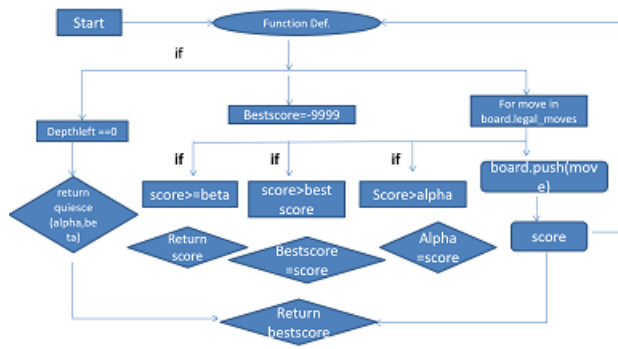 Start
Function Def.
if
Bestscore=-9999
For move in
board.legal_moves
Depthleft ==0
if
if
if
board.push(mov
e)
return
quiesce
(alpha,be
ta)
score>=beta
score>best
score
Score>alpha
Return
score
Bestscore
=score
Alpha
=score
score
Return
bestscore